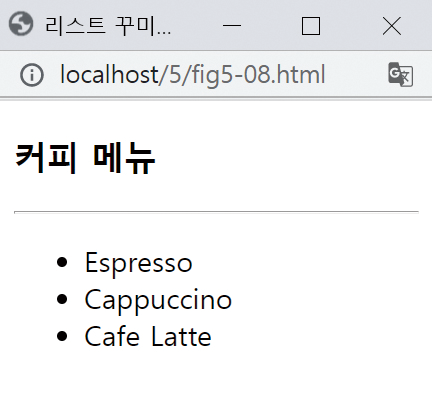 리스트 꾸미...
localhost/5/fig5-08.html
커피 메뉴
Espresso
Cappuccino
Cafe Latte